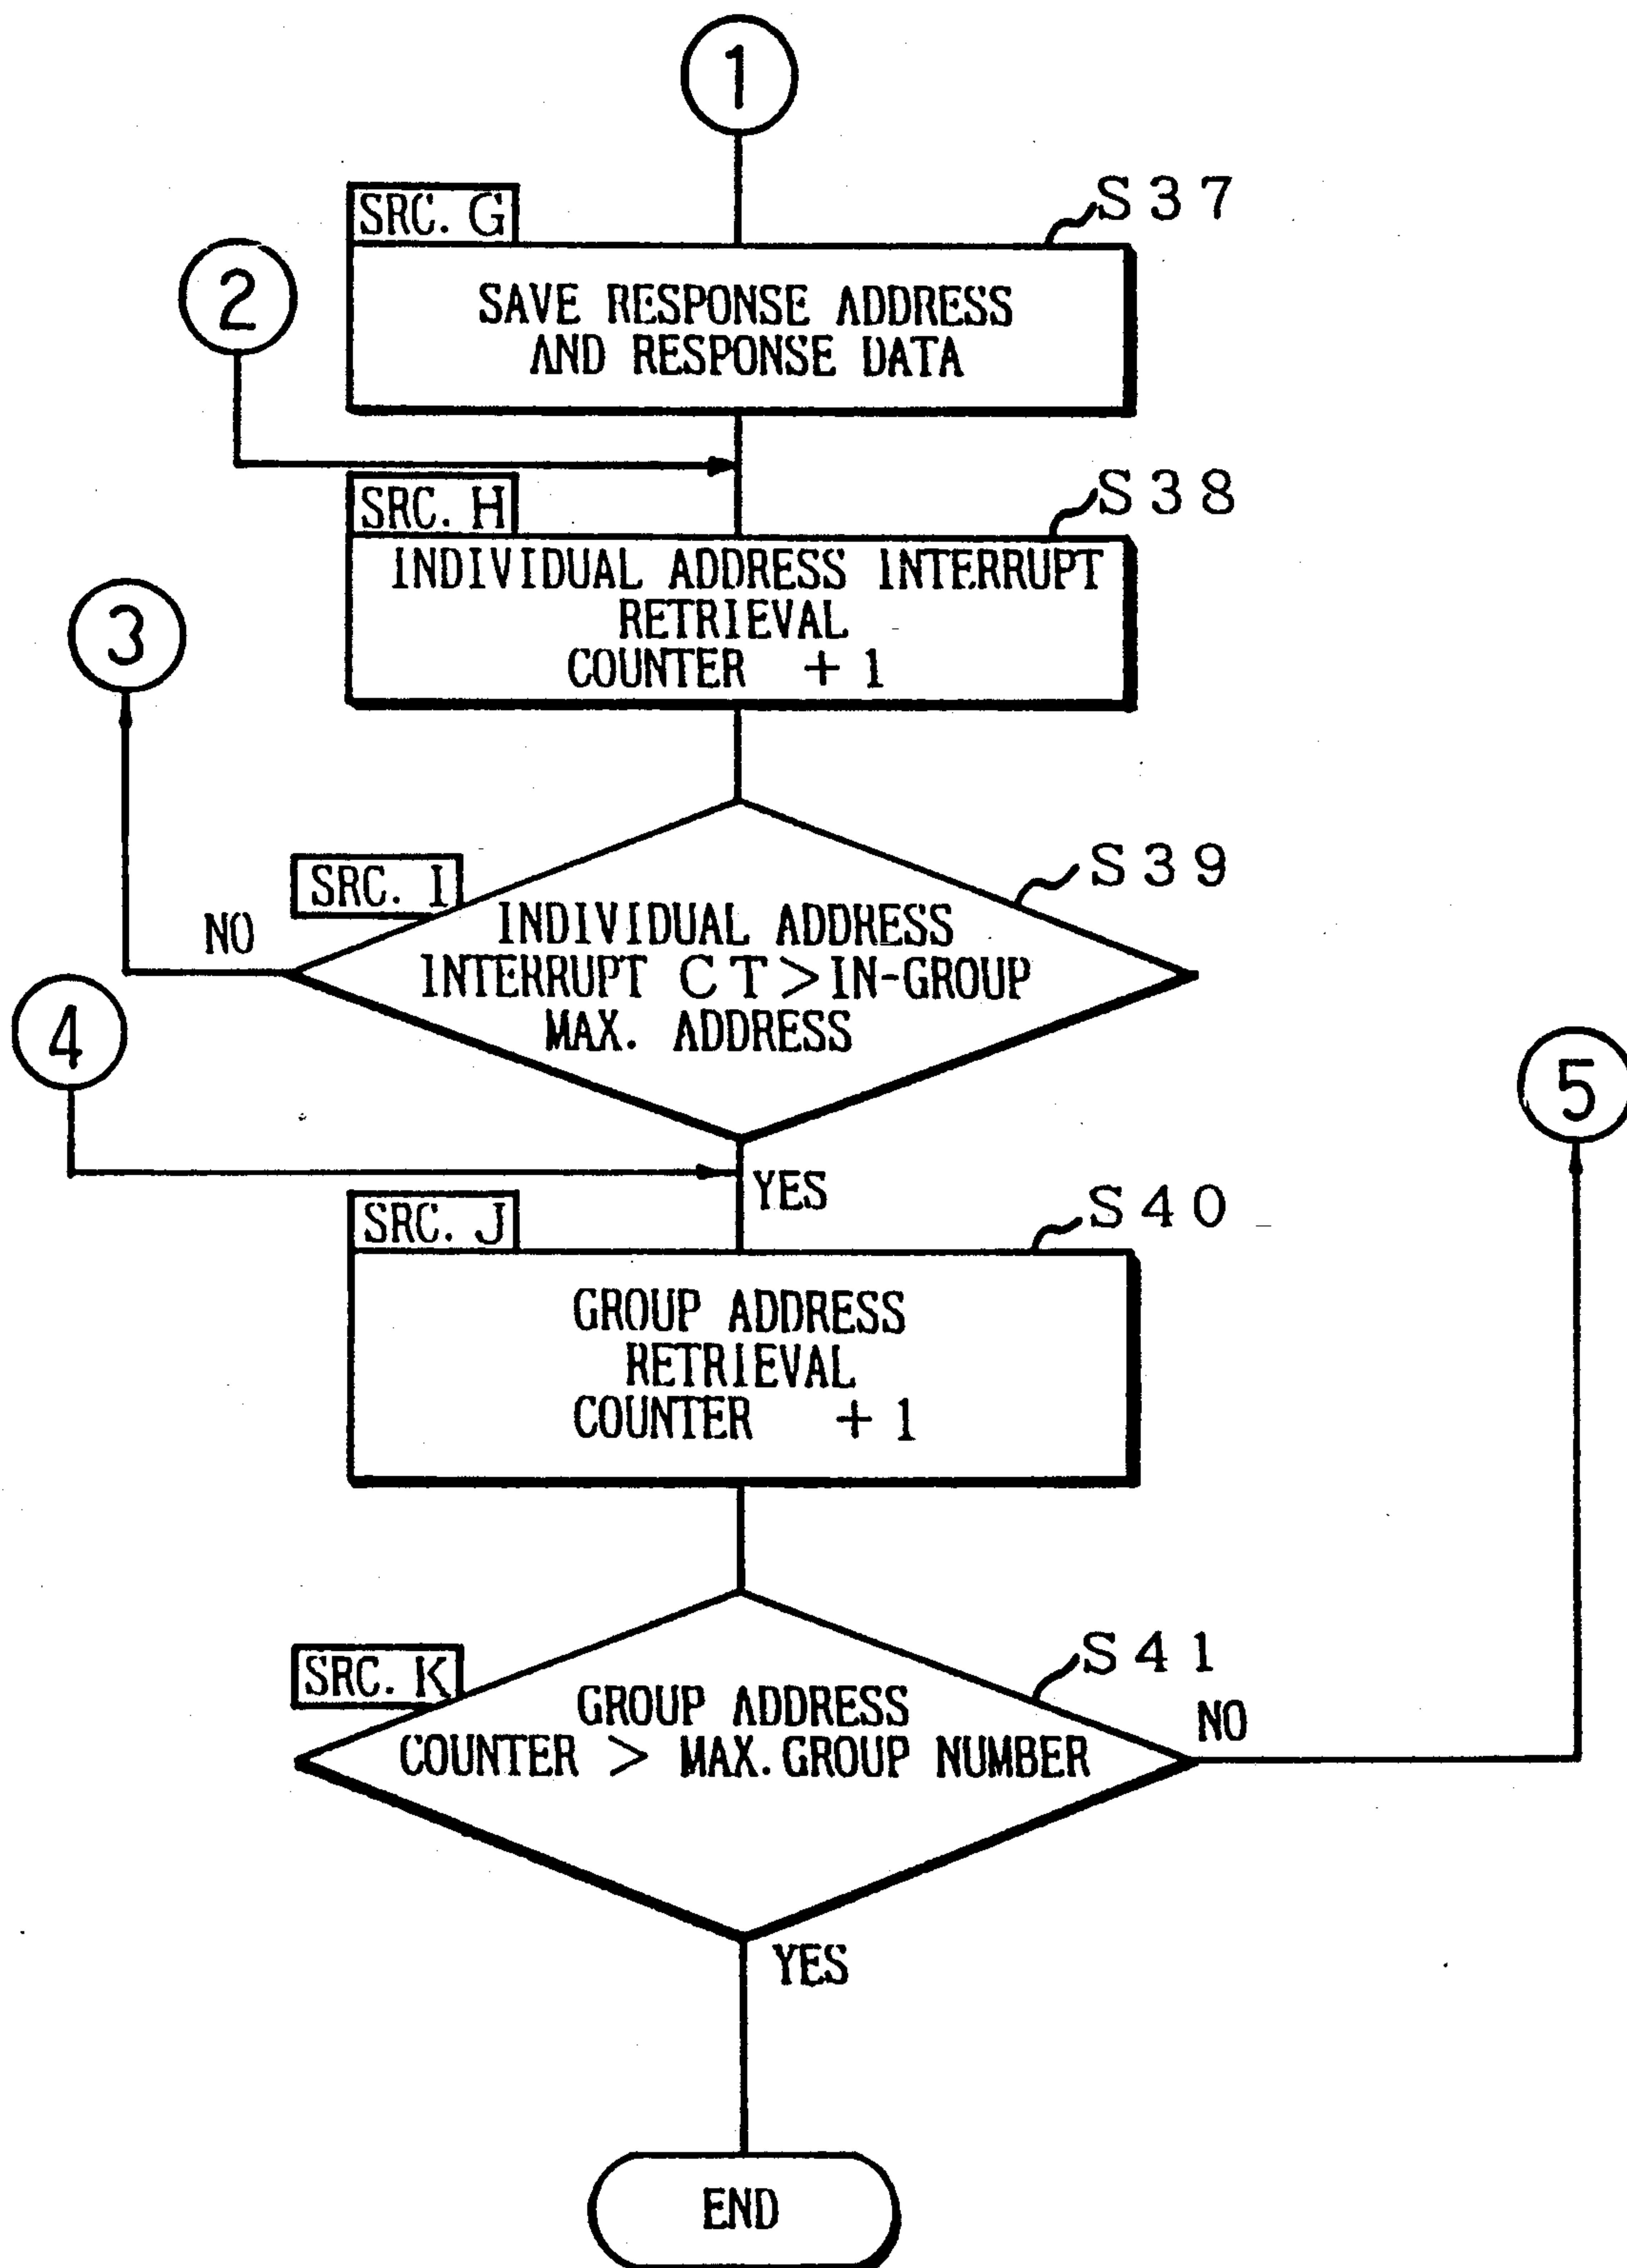 1
SRC. G
S37
2
SAVE RESPONSE ADDRESS
AND RESPONSE DATA
SRC. H
S38
INDIVIDUAL ADDRESS INTERRUPT
RETRIEVAL
COUNTER +1
3
SRC. I
S39
NO
INDIVIDUAL ADDRESS
INTERRUPT CT>IN-GROUP
MAX. ADDRESS
4
5
YES
SRC. J
S40
GROUP ADDRESS
RETRIEVAL
COUNTER +1
SRC. K
S41
GROUP ADDRESS
COUNTER > MAX. GROUP NUMBER
NO
YES
END